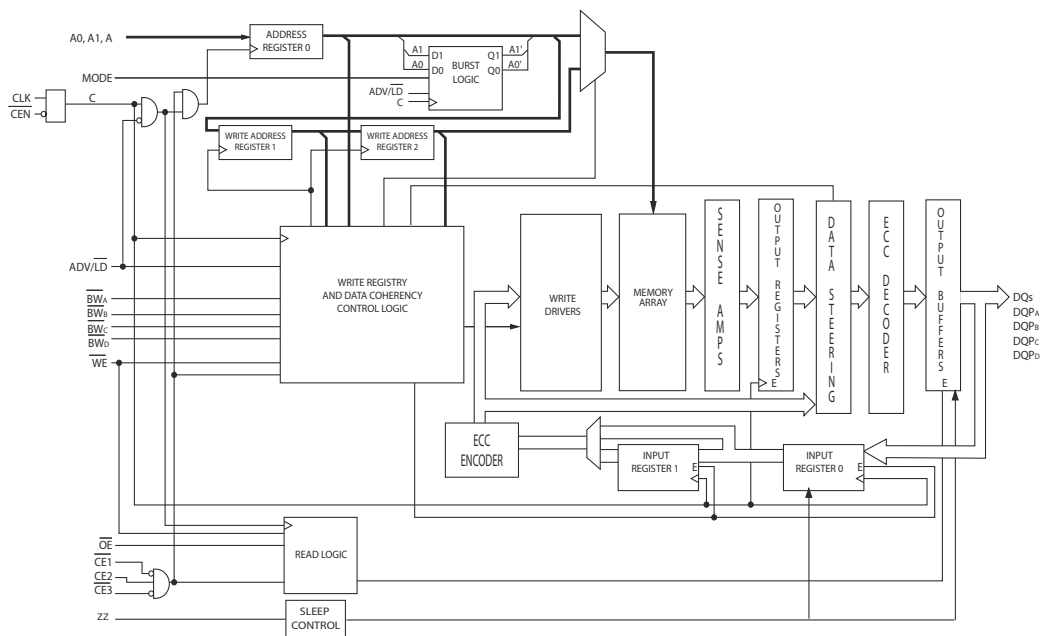 A0, A1, A
ADDRESS
REGISTER 0
A1
A0
D1
D0
BURST
LOGIC
Q1
Q0
A1'
A0'
MODE
ADV/LD
C
CLK
CEN
C
WRITE ADDRESS
REGISTER 1
WRITE ADDRESS
REGISTER 2
ADV/LD
BWA
BWB
BWC
BWD
WE
WRITE REGISTRY
AND DATA COHERENCY
CONTROL LOGIC
WRITE
DRIVERS
MEMORY
ARRAY
SENSE AMPS
OUTPUT REGISTERS
E
DATA STEERING
ECC DECODER
OUTPUT BUFFERS
E
DQs
DQPA
DQPB
DQPC
DQPD
ECC
ENCODER
INPUT
REGISTER 1
E
INPUT
REGISTER 0
E
OE
CE1
CE2
CE3
READ LOGIC
ZZ
SLEEP
CONTROL